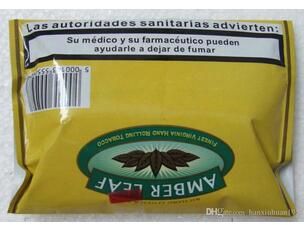 Las autoridades sanitarias advierten:
Su médico y su farmacéutico pueden
ayudarle a dejar de fumar
FINEST VIRGINIA HAND ROLLING TOBACCO
AMBER LEAF